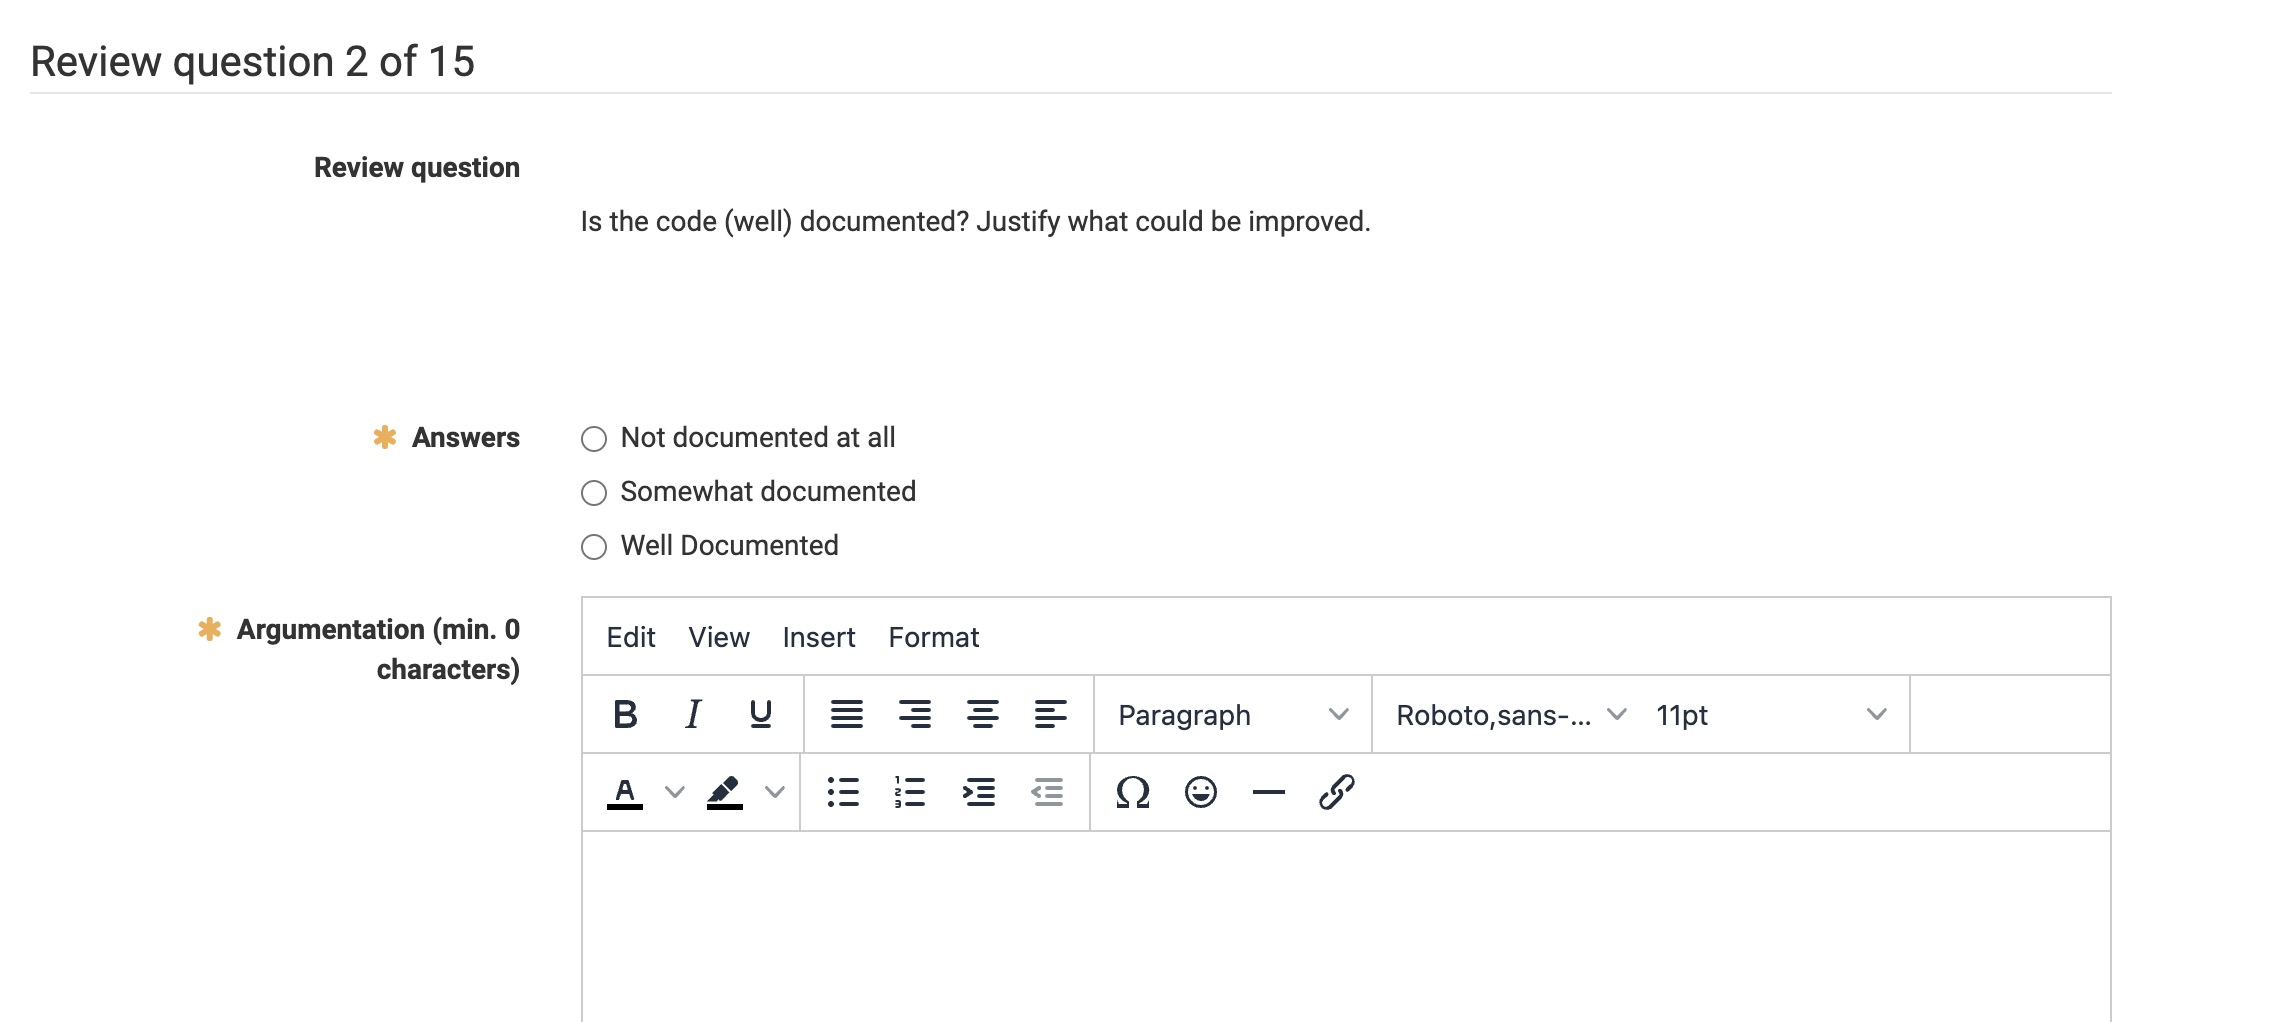 Review question 2 of 15
Review question
Is the code (well) documented? Justify what could be improved.
Answers
Not documented at all
Somewhat documented
Well Documented
Argumentation (min. 0
characters)
Edit View Insert Format
B I U Paragraph Roboto,sans-... 11pt
A Ω